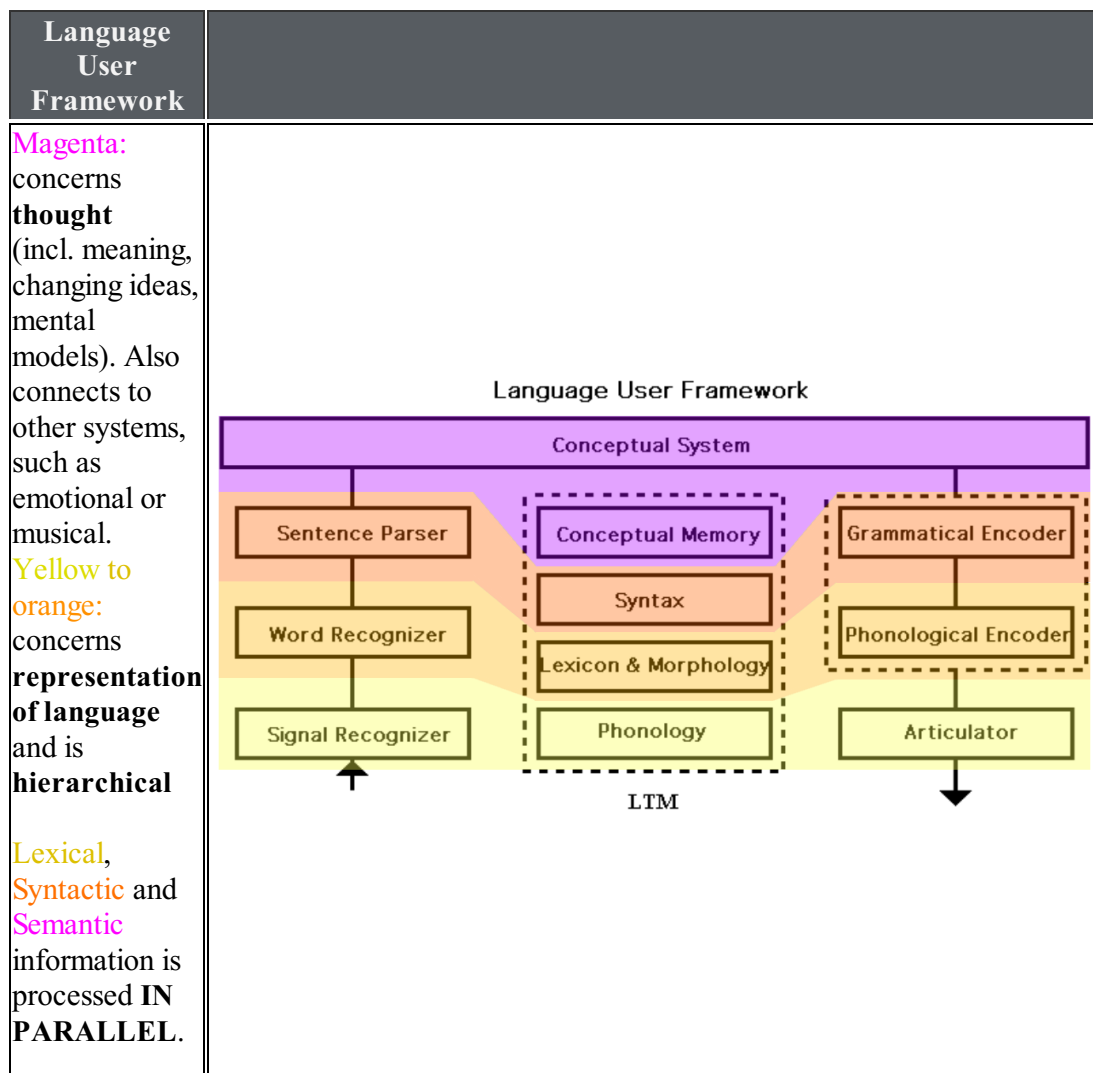 Language
User
Framework
Magenta:
concerns
thought
(incl. meaning,
changing ideas,
mental
models). Also
connects to
other systems,
such as
emotional or
musical.
Yellow to
orange:
concerns
representation
of language
and is
hierarchical
Lexical,
Syntactic and
Semantic
information is
processed IN
PARALLEL.
Language User Framework
Conceptual System
Sentence Parser
Conceptual Memory
Grammatical Encoder
Syntax
Word Recognizer
Lexicon & Morphology
Phonological Encoder
Signal Recognizer
Phonology
Articulator
LTM